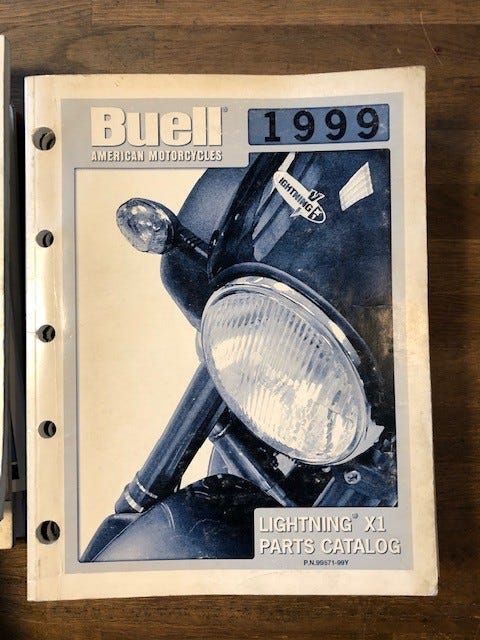 Buell®
AMERICAN MOTORCYCLES
1999
LIGHTNING
LIGHTNING® X1
PARTS CATALOG
P.N.99571-99Y